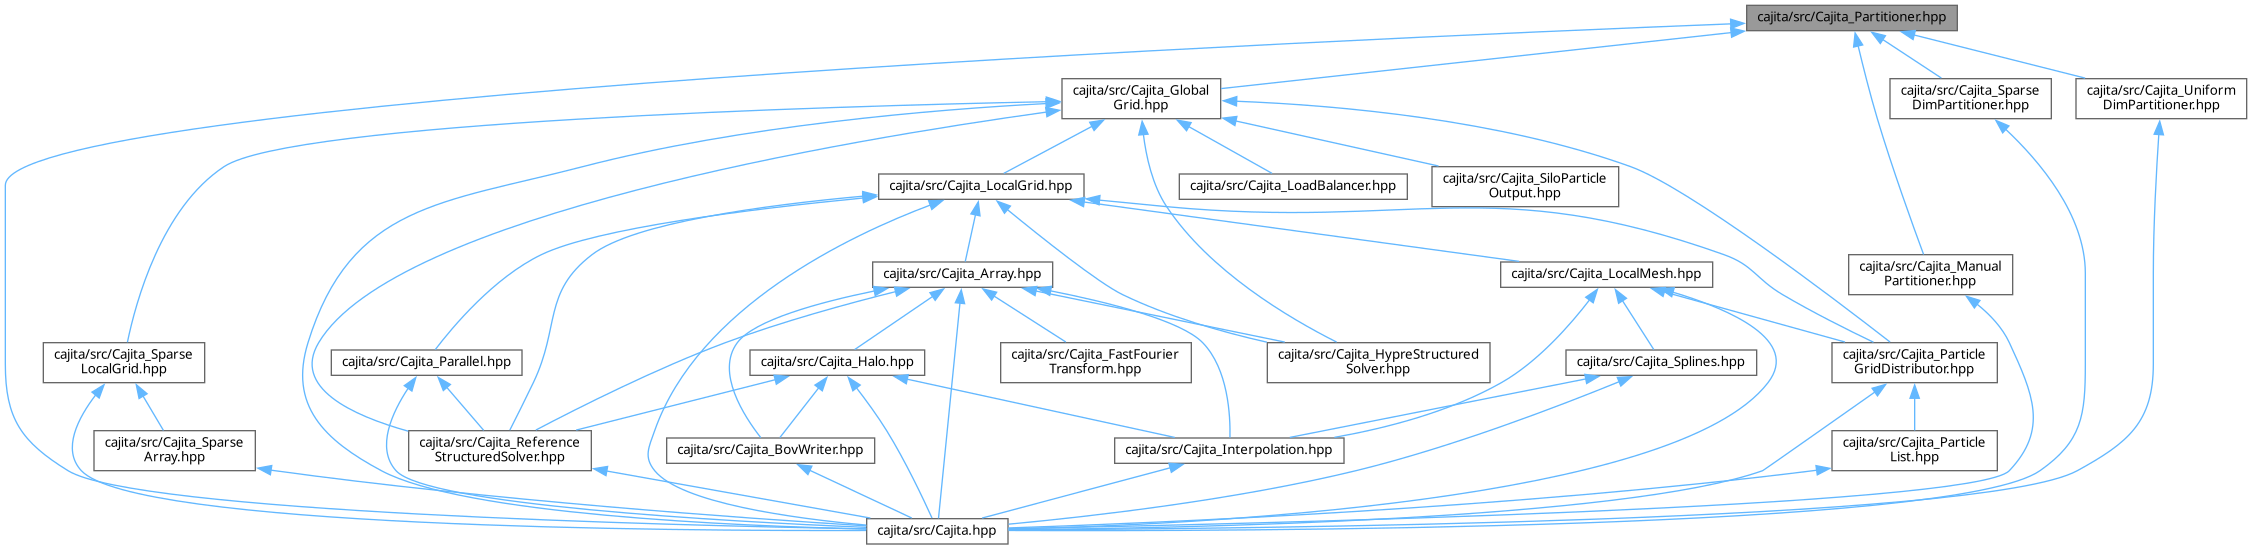 cajita/src/Cajita_Partitioner.hpp
cajita/src/Cajita_Global
Grid.hpp
cajita/src/Cajita_Sparse
DimPartitioner.hpp
cajita/src/Cajita_Uniform
DimPartitioner.hpp
cajita/src/Cajita_LocalGrid.hpp
cajita/src/Cajita_LoadBalancer.hpp
cajita/src/Cajita_SiloParticle
Output.hpp
cajita/src/Cajita_Array.hpp
cajita/src/Cajita_LocalMesh.hpp
cajita/src/Cajita_Manual
Partitioner.hpp
cajita/src/Cajita_Sparse
LocalGrid.hpp
cajita/src/Cajita_Parallel.hpp
cajita/src/Cajita_Halo.hpp
cajita/src/Cajita_FastFourier
Transform.hpp
cajita/src/Cajita_HypreStructured
Solver.hpp
cajita/src/Cajita_Splines.hpp
cajita/src/Cajita_Particle
GridDistributor.hpp
cajita/src/Cajita_Sparse
Array.hpp
cajita/src/Cajita_Reference
StructuredSolver.hpp
cajita/src/Cajita_BovWriter.hpp
cajita/src/Cajita_Interpolation.hpp
cajita/src/Cajita_Particle
List.hpp
cajita/src/Cajita.hpp